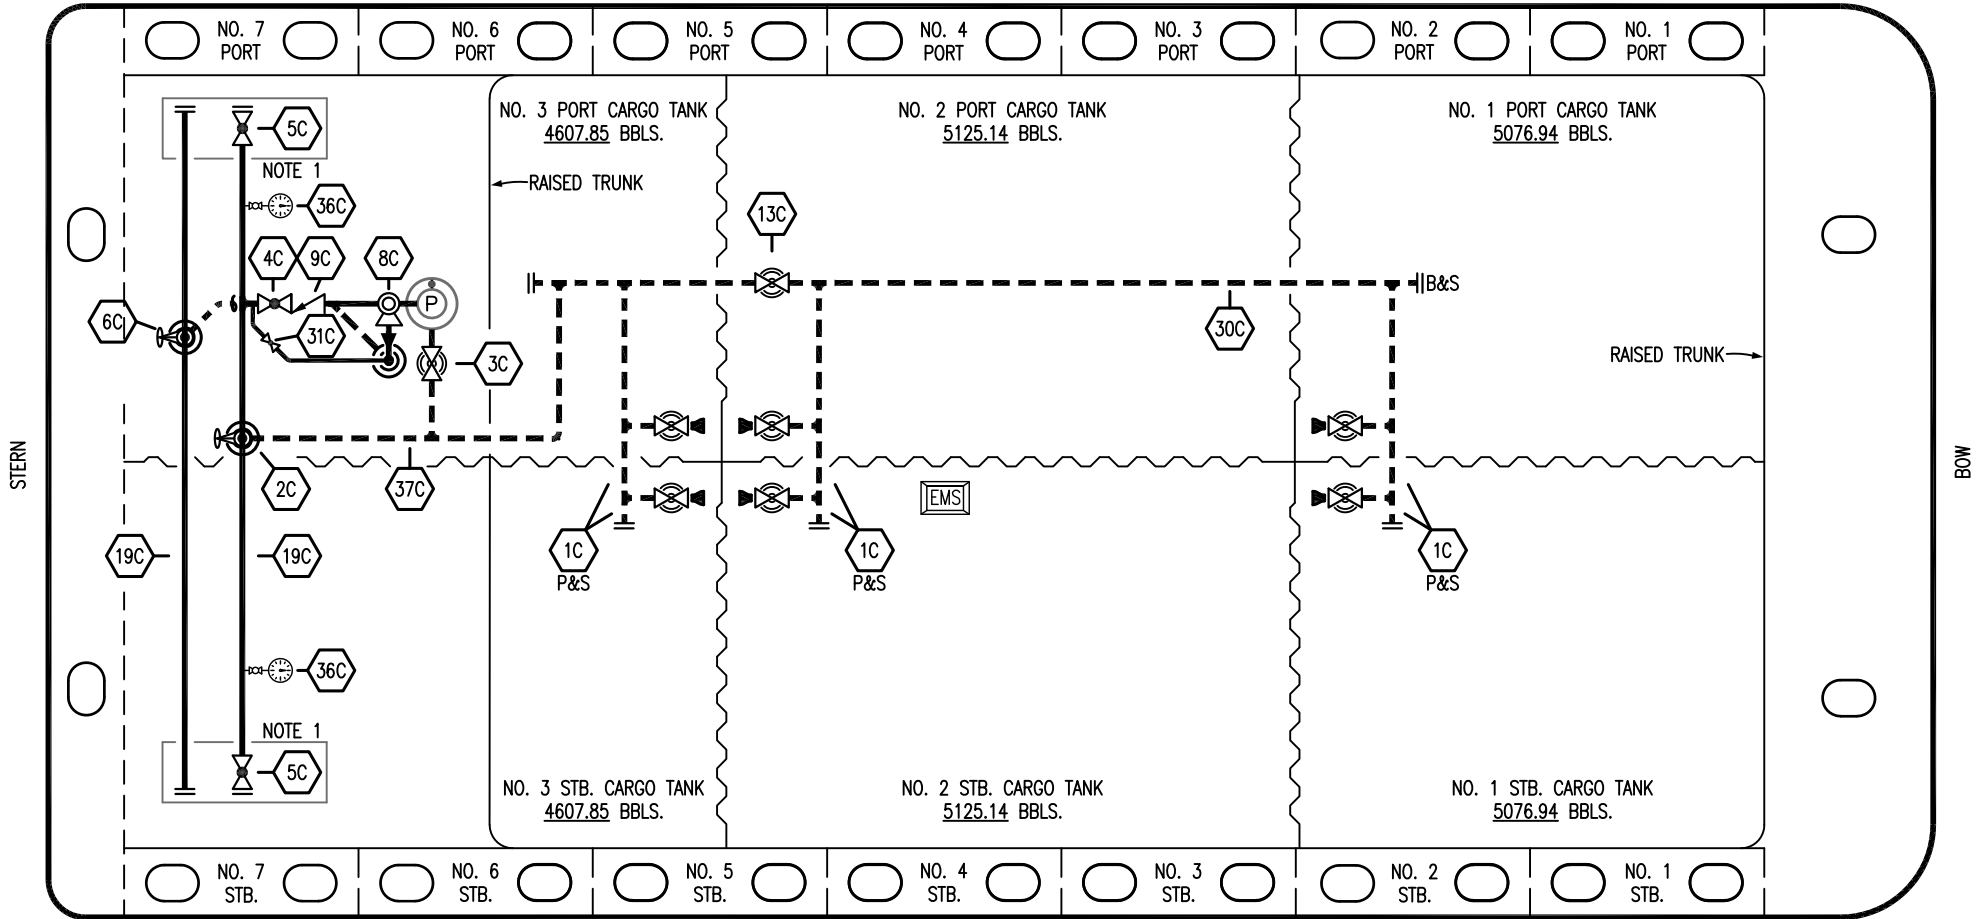 NO. 7
PORT
NO. 6
PORT
NO. 5
PORT
NO. 4
PORT
NO. 3
PORT
NO. 2
PORT
NO. 1
PORT
NO. 3 PORT CARGO TANK
4607.85 BBLS.
NO. 2 PORT CARGO TANK
5125.14 BBLS.
NO. 1 PORT CARGO TANK
5076.94 BBLS.
5C
NOTE 1
RAISED TRUNK
36C
13C
4C
9C
8C
P
B&S
6C
31C
30C
3C
RAISED TRUNK
STERN
BOW
2C
37C
EMS
19C
19C
1C
P&S
1C
P&S
1C
P&S
36C
NOTE 1
5C
NO. 3 STB. CARGO TANK
4607.85 BBLS.
NO. 2 STB. CARGO TANK
5125.14 BBLS.
NO. 1 STB. CARGO TANK
5076.94 BBLS.
NO. 7
STB.
NO. 6
STB.
NO. 5
STB.
NO. 4
STB.
NO. 3
STB.
NO. 2
STB.
NO. 1
STB.